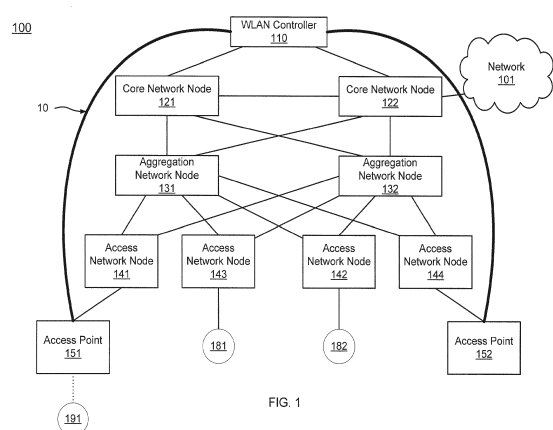 100
WLAN Controller
110
Network
101
10
Core Network Node
121
Core Network Node
122
Aggregation
Network Node
131
Aggregation
Network Node
132
Access
Network Node
141
Access
Network Node
143
Access
Network Node
142
Access
Network Node
144
Access Point
151
181
182
Access Point
152
191
FIG. 1